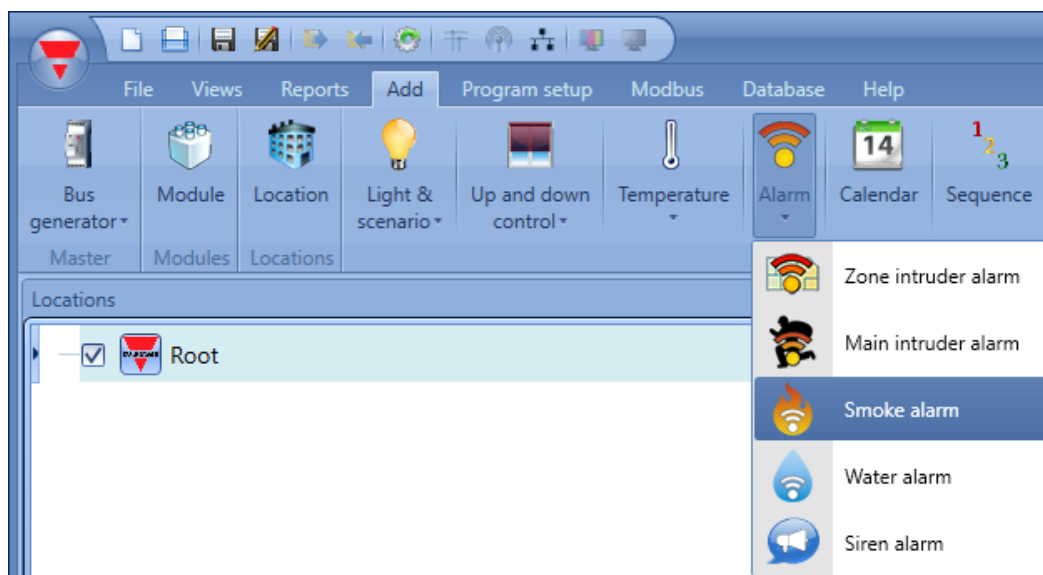 File Views Reports Add Program setup Modbus Database Help
14
1
2
3
Bus generator
Module
Location
Light & scenario
Up and down control
Temperature
Alarm
Calendar
Sequence
Master
Modules
Locations
Locations
Root
Zone intruder alarm
Main intruder alarm
Smoke alarm
Water alarm
Siren alarm